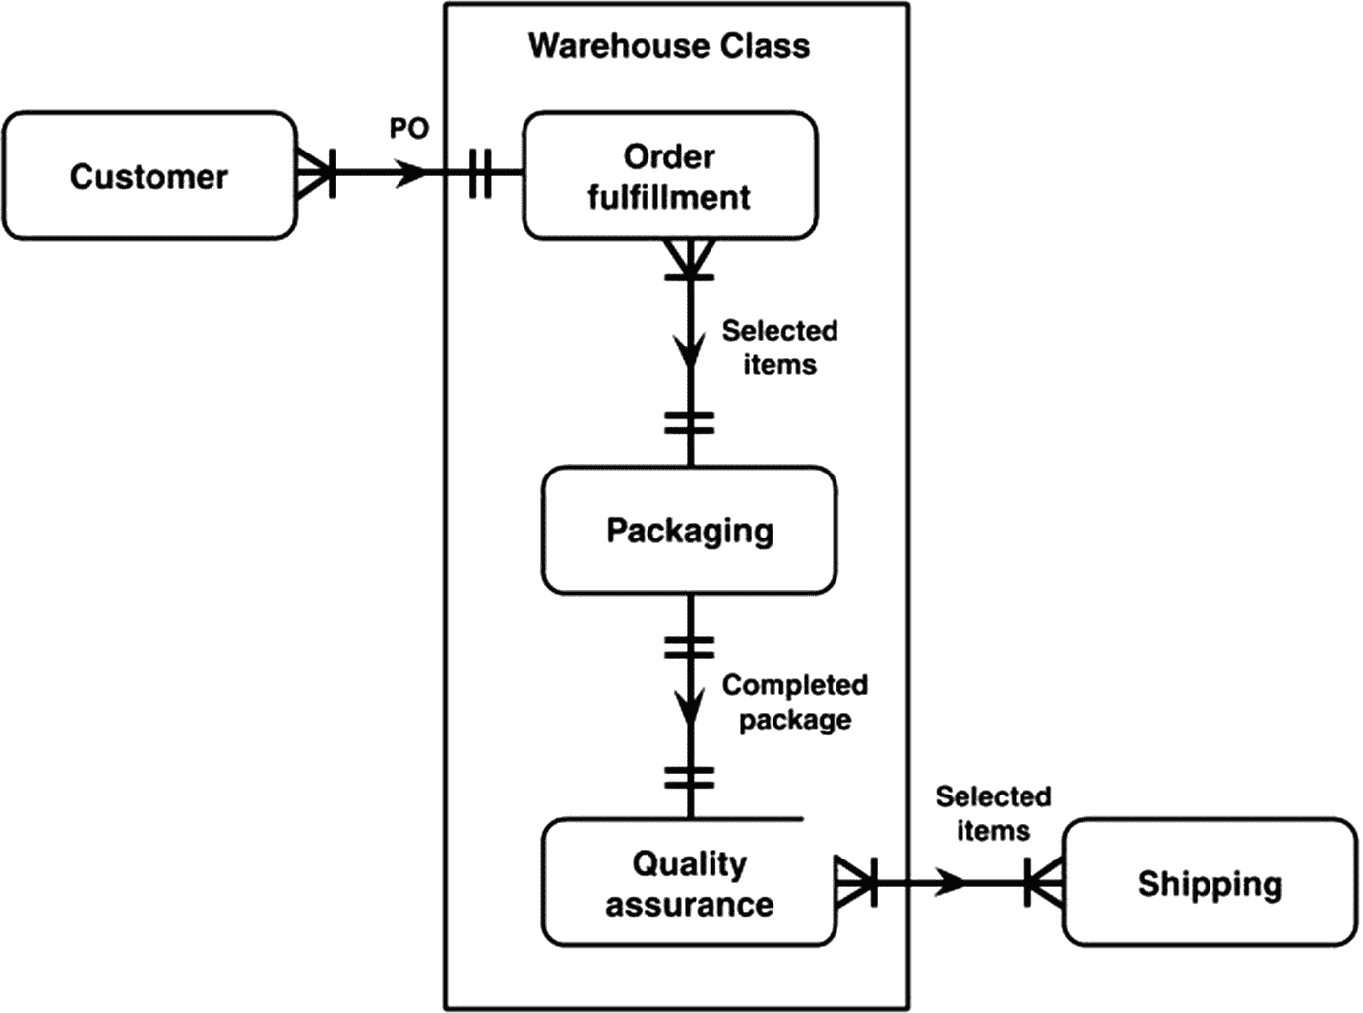 Warehouse Class
PO
Customer
Order
fulfillment
Selected
items
Packaging
Completed
package
Selected
items
Quality
assurance
Shipping